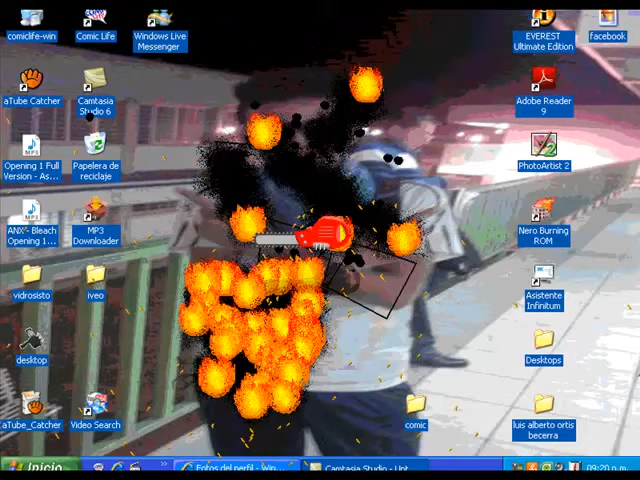 comiclife-win
Comic Life
Windows Live
Messenger
EVEREST
Ultimate Edition
facebook
aTube Catcher
Camtasia
Studio 6
Adobe Reader
9
Opening 1 Full
Version - As...
Papelera de
reciclaje
PhotoArtist 2
ANX- Bleach
Opening 1...
MP3
Downloader
Nero Burning
ROM
vidrosisto
iveo
Asistente
Infinitum
desktop
Desktops
aTube_Catcher
Video Search
comic
luis alberto ortis
becerra
Inicio
Fotos del perfil - Win...
Camtasia Studio - Unt...
09:20 p.m.